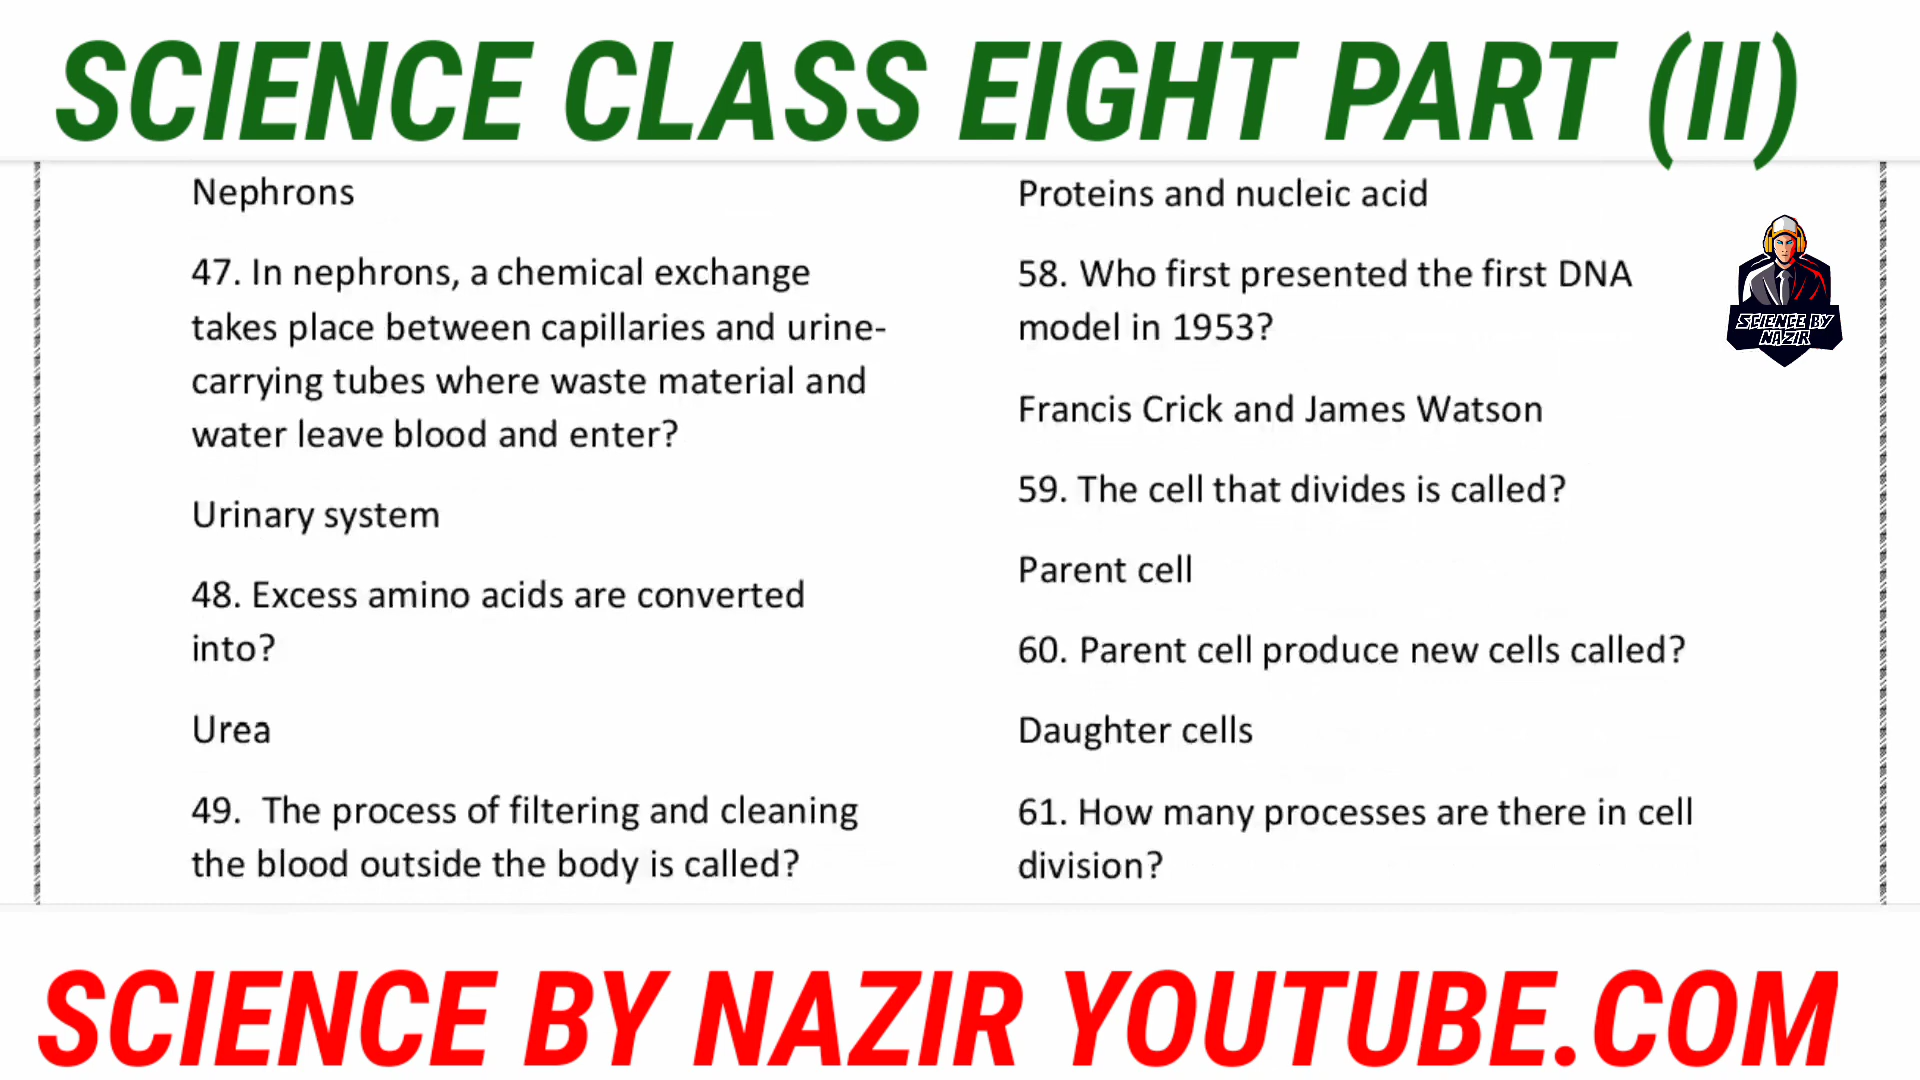 SCIENCE CLASS EIGHT PART (II)
Nephrons
47. In nephrons, a chemical exchange
takes place between capillaries and urine-
carrying tubes where waste material and
water leave blood and enter?
Urinary system
48. Excess amino acids are converted
into?
Urea
49.  The process of filtering and cleaning
the blood outside the body is called?
Proteins and nucleic acid
58. Who first presented the first DNA
model in 1953?
Francis Crick and James Watson
59. The cell that divides is called?
Parent cell
60. Parent cell produce new cells called?
Daughter cells
61. How many processes are there in cell
division?
SCIENCE BY
NAZIR
SCIENCE BY NAZIR YOUTUBE.COM